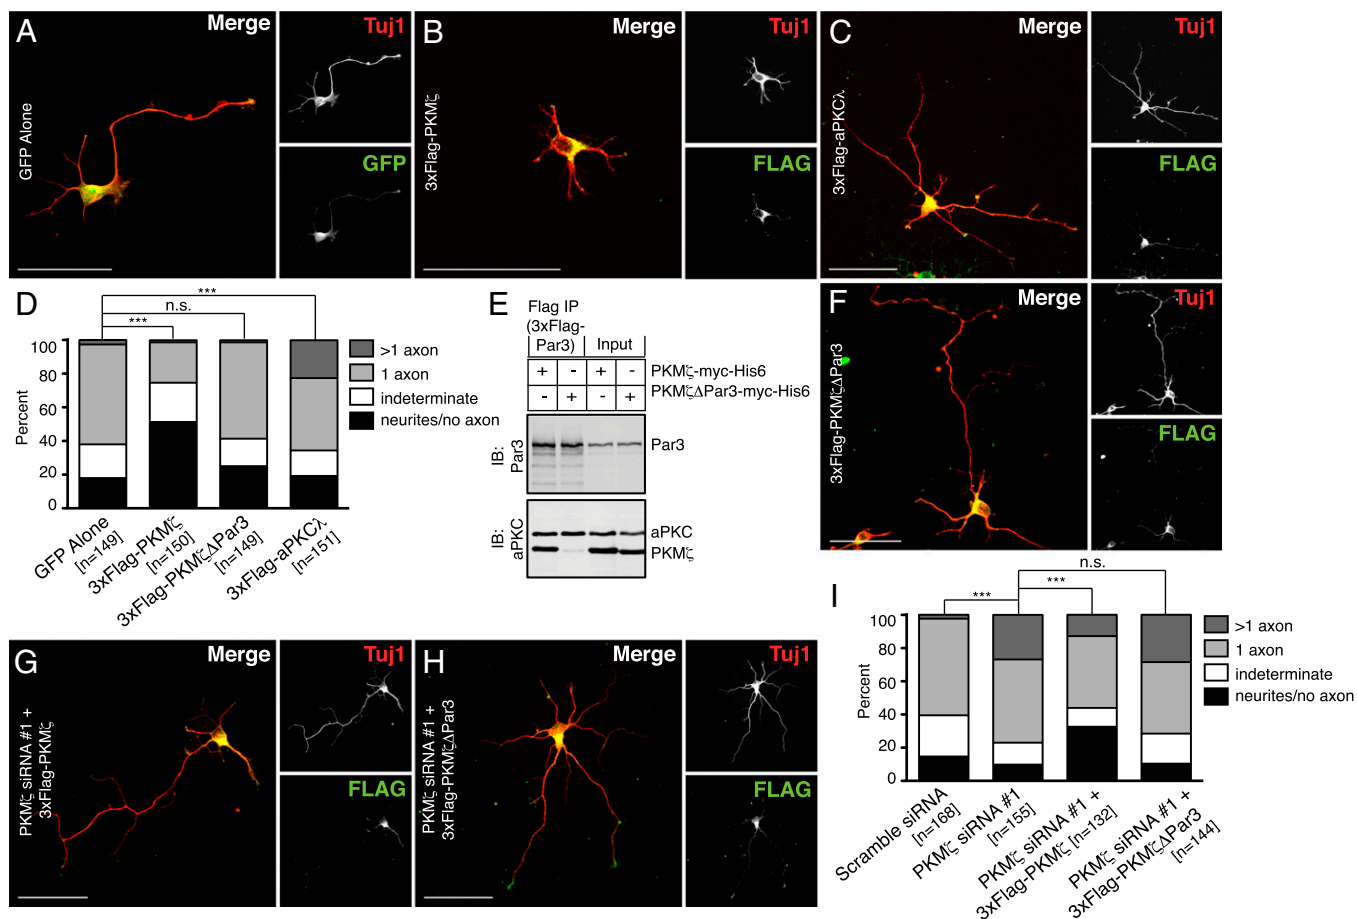 A
Merge
GFP Alone
Tuj1
GFP
B
Merge
3xFlag-PKMζ
Tuj1
FLAG
C
Merge
3xFlag-aPKCλ
Tuj1
FLAG
D
***
n.s.
***
Percent
100
80
60
40
20
0
>1 axon
1 axon
indeterminate
neurites/no axon
GFP Alone
[n=149]
3xFlag-PKMζ
[n=150]
3xFlag-PKMζΔPar3
[n=149]
3xFlag-aPKCλ
[n=151]
E
Flag IP
(3xFlag-
Par3)
Input
+ - + - PKMζ-myc-His6
- + - + PKMζΔPar3-myc-His6
IB:
Par3
Par3
IB:
aPKC
aPKC
PKMζ
F
Merge
3xFlag-PKMζΔPar3
Tuj1
FLAG
G
Merge
PKMζ siRNA #1 +
3xFlag-PKMζ
Tuj1
FLAG
H
Merge
PKMζ siRNA #1 +
3xFlag-PKMζΔPar3
Tuj1
FLAG
I
n.s.
***
***
Percent
100
80
60
40
20
0
>1 axon
1 axon
indeterminate
neurites/no axon
Scramble siRNA
[n=168]
PKMζ siRNA #1
[n=155]
PKMζ siRNA #1 +
3xFlag-PKMζ [n=132]
PKMζ siRNA #1 +
3xFlag-PKMζΔPar3
[n=144]